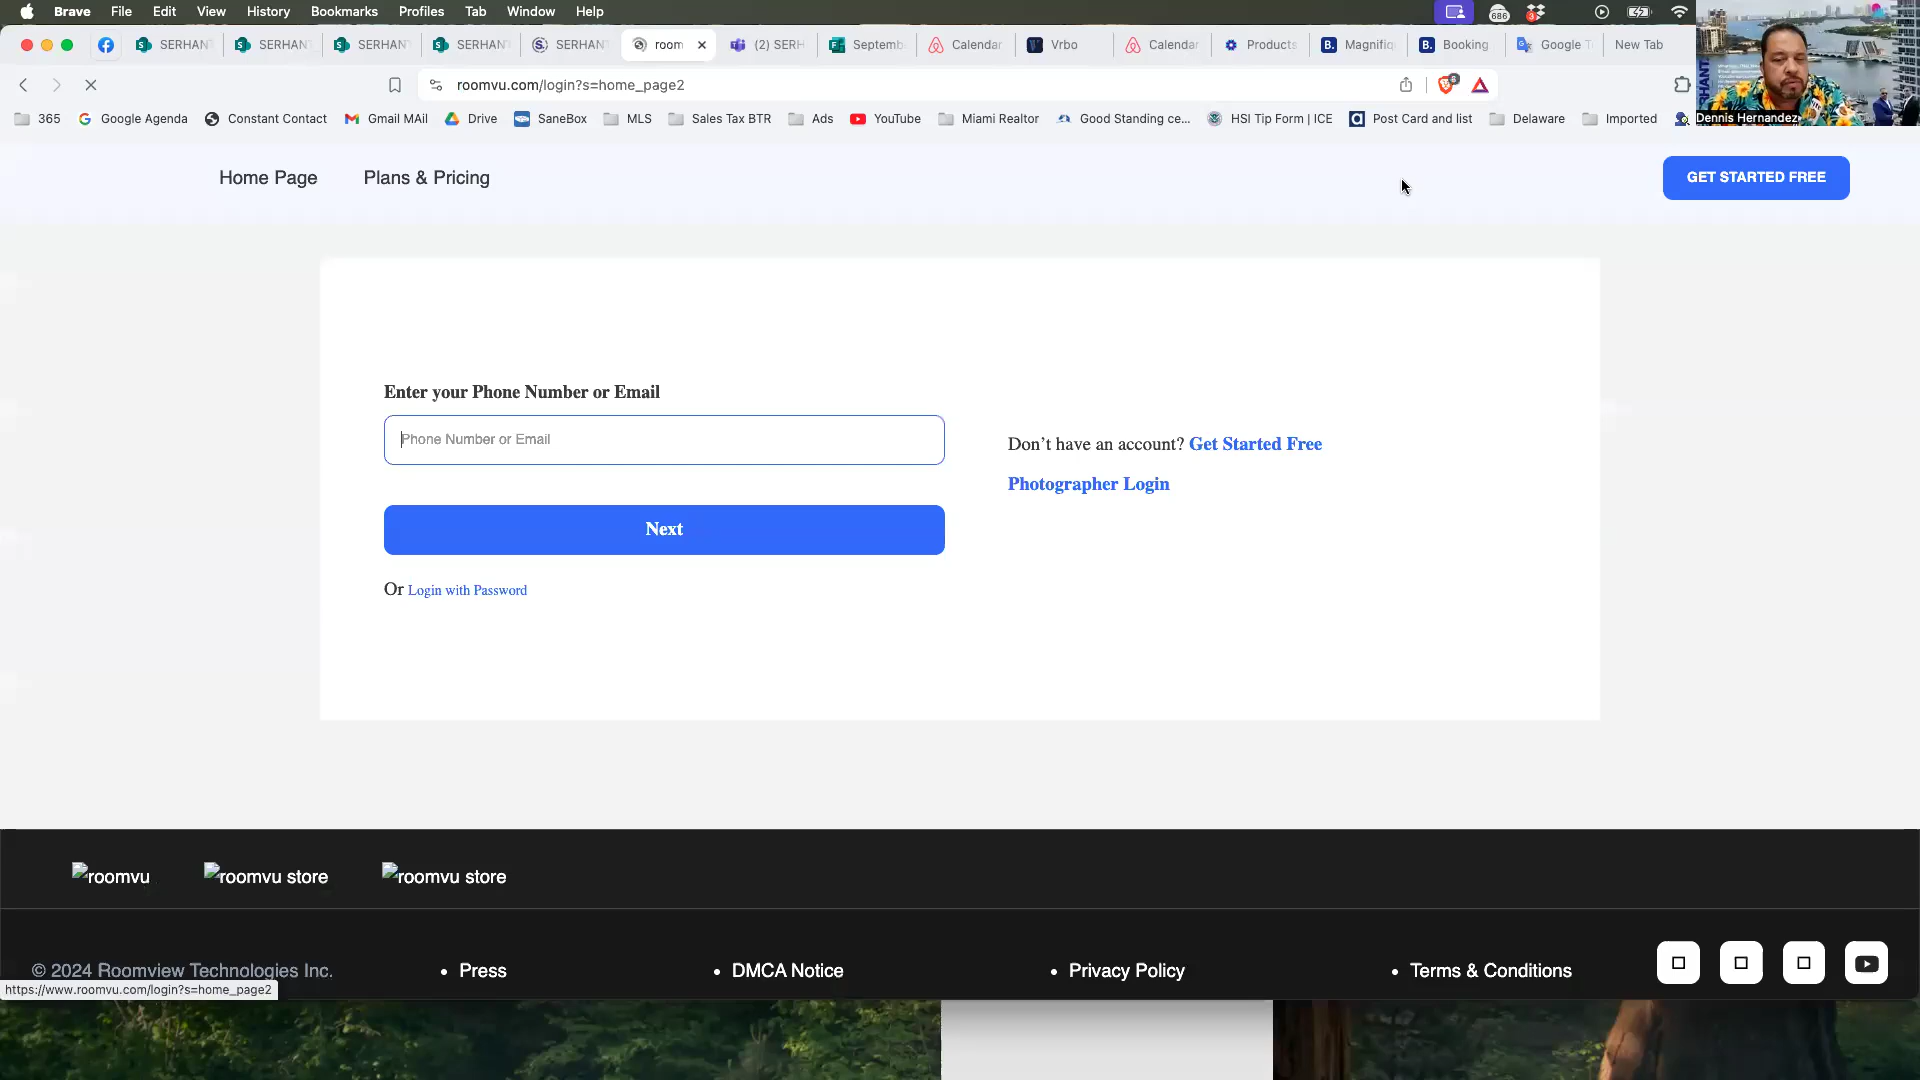 Brave File Edit View History Bookmarks Profiles Tab Window Help
686 3
SERHANT SERHANT SERHANT SERHANT SERHANT room (2) SERH Septemb Calendar Vrbo Calendar Products Magnifiq Booking Google T New Tab
roomvu.com/login?s=home_page2
365 Google Agenda Constant Contact Gmail MAil Drive SaneBox MLS Sales Tax BTR Ads YouTube Miami Realtor Good Standing ce... HSI Tip Form | ICE Post Card and list Delaware Imported
Dennis Hernandez
Home Page Plans & Pricing GET STARTED FREE
Enter your Phone Number or Email
Phone Number or Email
Next
Or Login with Password
Don’t have an account? Get Started Free
Photographer Login
roomvu roomvu store roomvu store
© 2024 Roomview Technologies Inc. Press DMCA Notice Privacy Policy Terms & Conditions
https://www.roomvu.com/login?s=home_page2